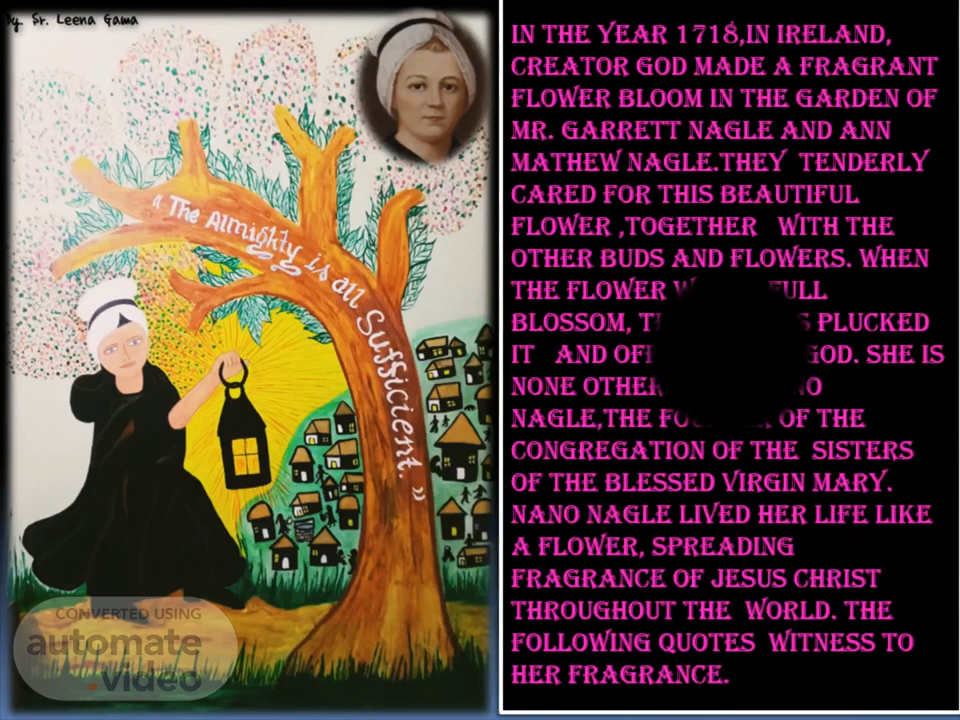 by. Sr. Leena Gama
" The Almighty is all Sufficient. "
IN THE YEAR 1718,IN IRELAND,
CREATOR GOD MADE A FRAGRANT
FLOWER BLOOM IN THE GARDEN OF
MR. GARRETT NAGLE AND ANN
MATHEW NAGLE.THEY TENDERLY
CARED FOR THIS BEAUTIFUL
FLOWER ,TOGETHER WITH THE
OTHER BUDS AND FLOWERS. WHEN
THE FLOWER
BLOSSOM, PLUCKED
IT AND GOD. SHE IS
NONE OTHER
NAGLE,THE OF THE
CONGREGATION OF THE SISTERS
OF THE BLESSED VIRGIN MARY.
NANO NAGLE LIVED HER LIFE LIKE
A FLOWER, SPREADING
FRAGRANCE OF JESUS CHRIST
THROUGHOUT THE WORLD. THE
FOLLOWING QUOTES WITNESS TO
HER FRAGRANCE.
CONVERTED USING
automate
.video